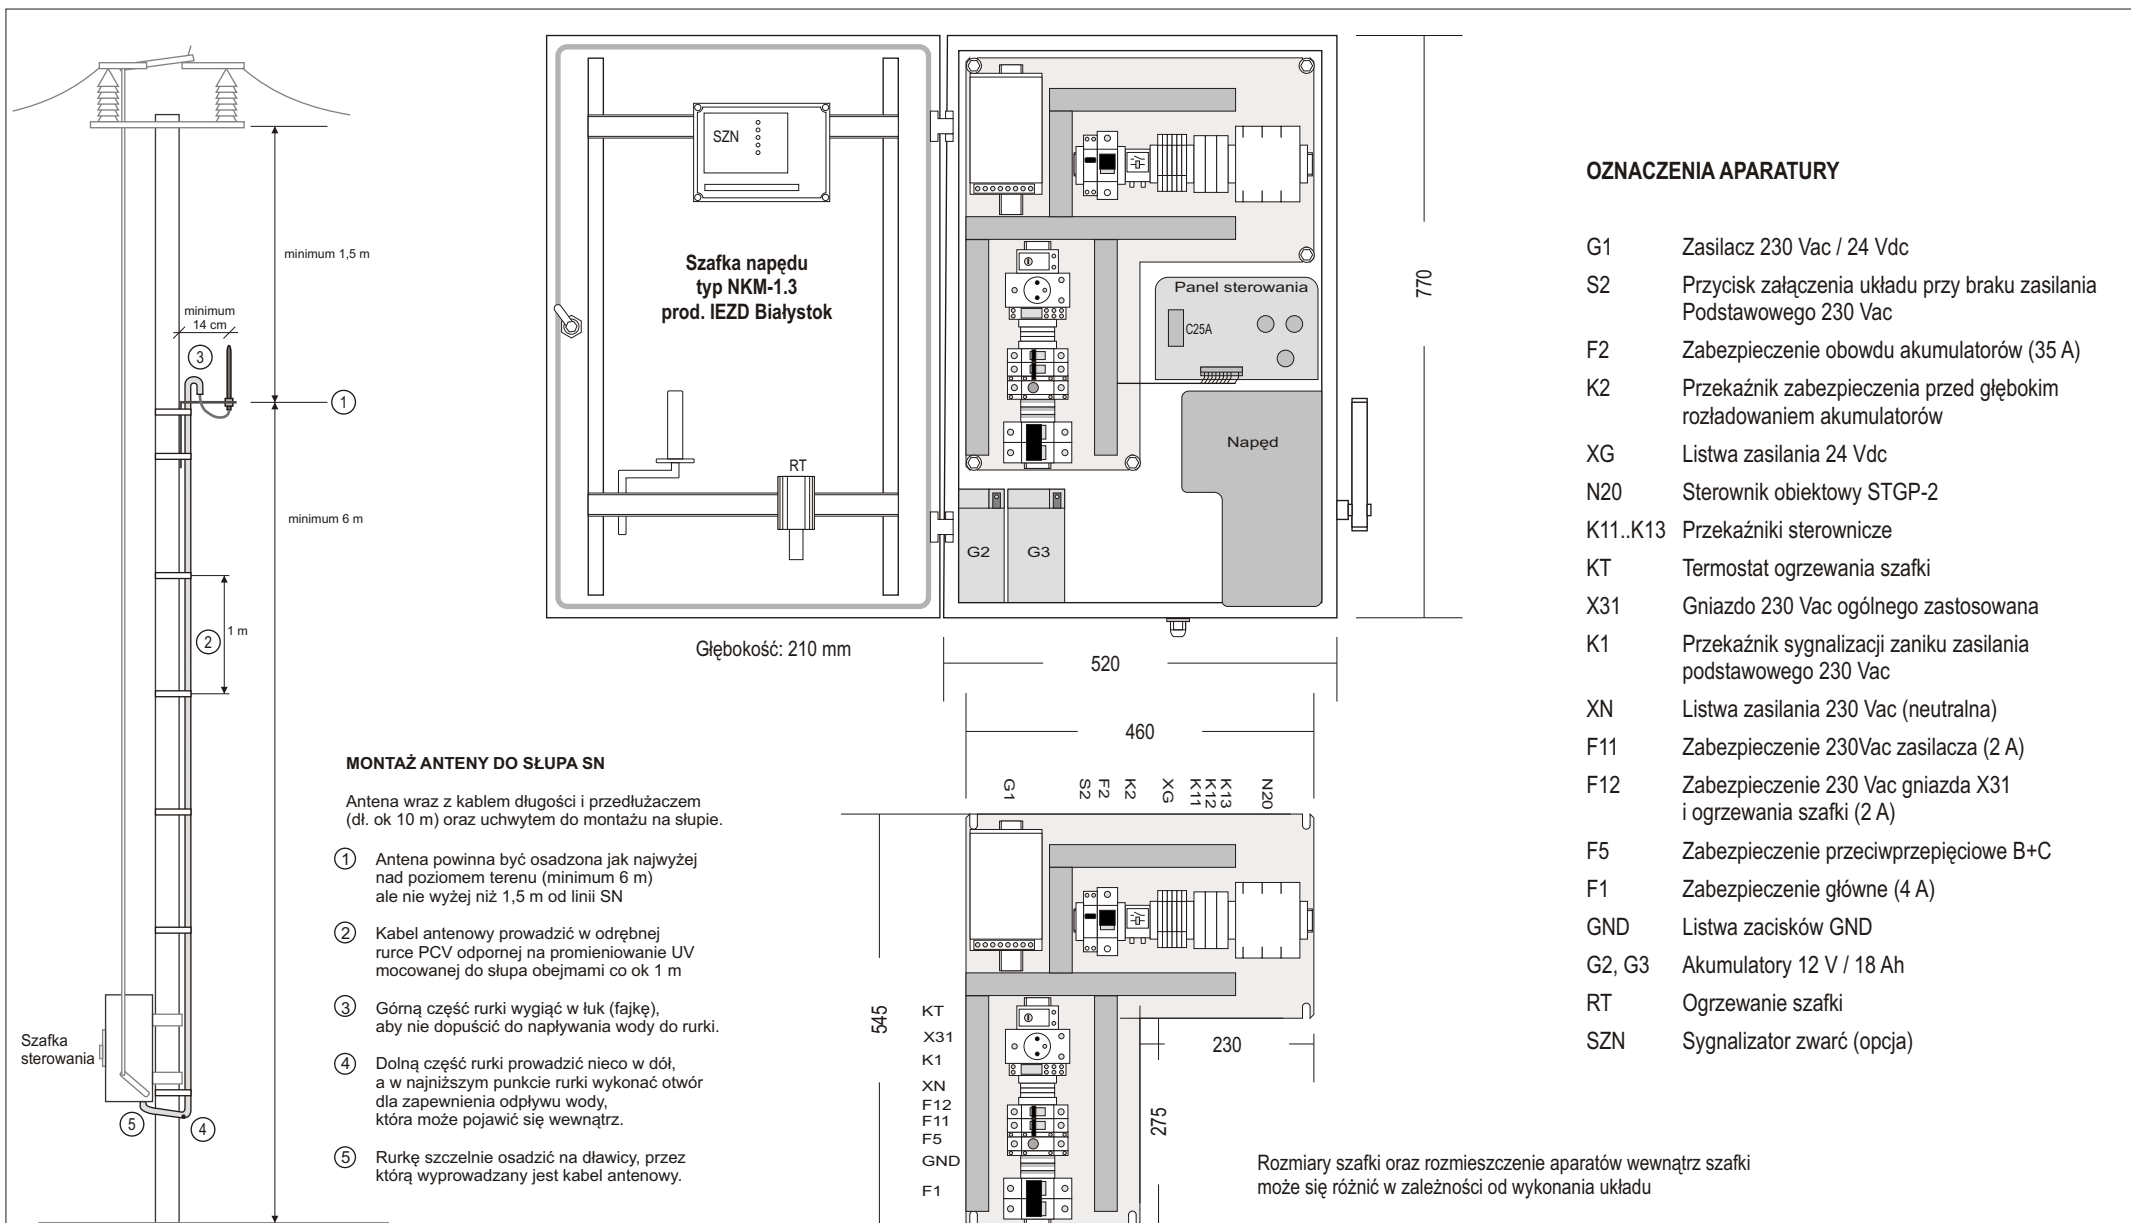 minimum 1,5 m
minimum
14 cm
3
1
minimum 6 m
2
1 m
Szafka
sterowania
5
4
MONTAŻ ANTENY DO SŁUPA SN
Antena wraz z kablem długości i przedłużaczem
(dł. ok 10 m) oraz uchwytem do montażu na słupie.
1 Antena powinna być osadzona jak najwyżej
nad poziomem terenu (minimum 6 m)
ale nie wyżej niż 1,5 m od linii SN
2 Kabel antenowy prowadzić w odrębnej
rurce PCV odpornej na promieniowanie UV
mocowanej do słupa obejmami co ok 1 m
3 Górną część rurki wygiąć w łuk (fajkę),
aby nie dopuścić do napływania wody do rurki.
4 Dolną część rurki prowadzić nieco w dół,
a w najniższym punkcie rurki wykonać otwór
dla zapewnienia odpływu wody,
która może pojawić się wewnątrz.
5 Rurkę szczelnie osadzić na dławicy, przez
którą wyprowadzany jest kabel antenowy.
SZN
Szafka napędu
typ NKM-1.3
prod. IEZD Białystok
RT
Głębokość: 210 mm
Panel sterowania
C25A
Napęd
G2
G3
770
520
460
G1
S2
F2
K2
XG
K11
K12
K13
N20
545
KT
X31
K1
XN
F12
F11
F5
GND
F1
230
275
OZNACZENIA APARATURY
G1 Zasilacz 230 Vac / 24 Vdc
S2 Przycisk załączenia układu przy braku zasilania
Podstawowego 230 Vac
F2 Zabezpieczenie obowdu akumulatorów (35 A)
K2 Przekaźnik zabezpieczenia przed głębokim
rozładowaniem akumulatorów
XG Listwa zasilania 24 Vdc
N20 Sterownik obiektowy STGP-2
K11..K13 Przekaźniki sterownicze
KT Termostat ogrzewania szafki
X31 Gniazdo 230 Vac ogólnego zastosowana
K1 Przekaźnik sygnalizacji zaniku zasilania
podstawowego 230 Vac
XN Listwa zasilania 230 Vac (neutralna)
F11 Zabezpieczenie 230Vac zasilacza (2 A)
F12 Zabezpieczenie 230 Vac gniazda X31
i ogrzewania szafki (2 A)
F5 Zabezpieczenie przeciwprzepięciowe B+C
F1 Zabezpieczenie główne (4 A)
GND Listwa zacisków GND
G2, G3 Akumulatory 12 V / 18 Ah
RT Ogrzewanie szafki
SZN Sygnalizator zwarć (opcja)
Rozmiary szafki oraz rozmieszczenie aparatów wewnątrz szafki
może się różnić w zależności od wykonania układu